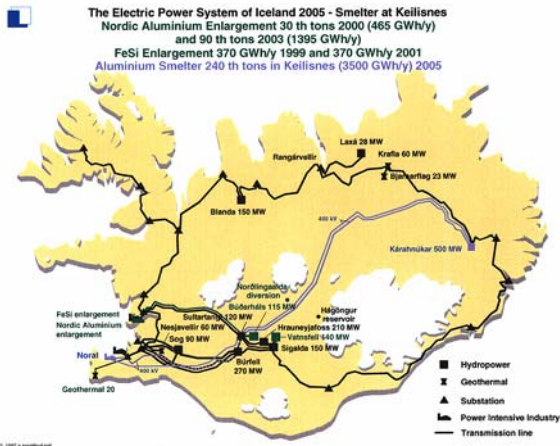 The Electric Power System of Iceland 2005 - Smelter at Keilisnes
Nordic Aluminium Enlargement 30 th tons 2000 (465 GWh/y)
and 90 th tons 2003 (1395 GWh/y)
FeSi Enlargement 370 GWh/y 1999 and 370 GWh/y 2001
Aluminium Smelter 240 th tons in Keilisnes (3500 GWh/y) 2005
Laxá 28 MW
Rangárvellir
Krafla 60 MW
Bjarnarflag 23 MW
Blanda 150 MW
400 kV
Kárahnúkar 500 MW
Norðlingaalda
diversion
Búðarháls 115 MW
Hágöngur
reservoir
FeSi enlargement
Nordic Aluminium
enlargement
Sultartangi 120 MW
Nesjavellir 60 MW
Hrauneyjafoss 210 MW
Sog 90 MW
Vatnsfell 140 MW
Sigalda 150 MW
Noral
Búrfell
270 MW
400 kV
Geothermal 20
Hydropower
Geothermal
Substation
Power Intensive Industry
Transmission line